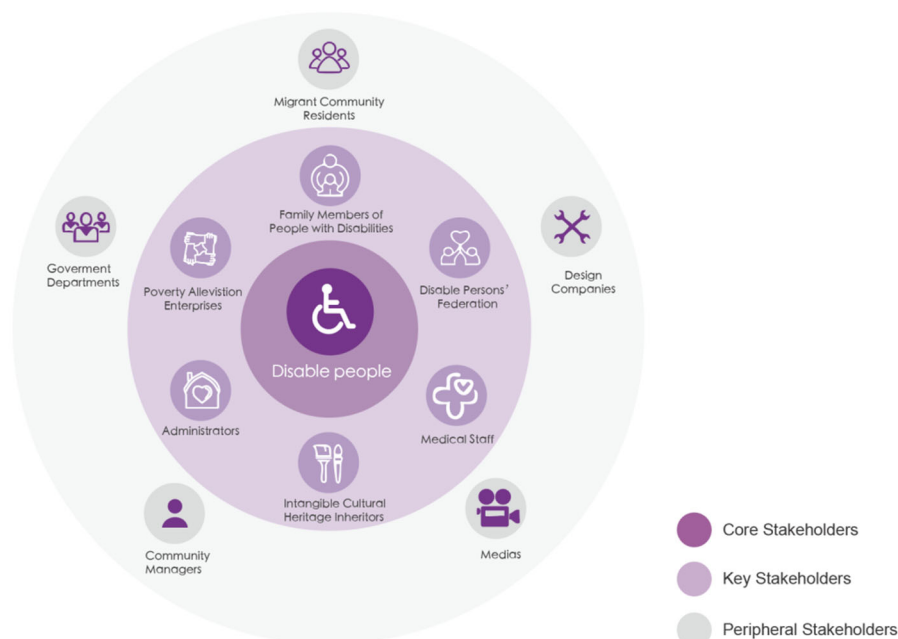 Migrant Community
Residents
Family Members of
People with Disabilities
Goverment
Departments
Poverty Allevistion
Enterprises
Disable Persons’
Federation
Design
Companies
Disable people
Administrators
Medical Staff
Intangible Cultural
Heritage Inheritors
Community
Managers
Medias
Core Stakeholders
Key Stakeholders
Peripheral Stakeholders